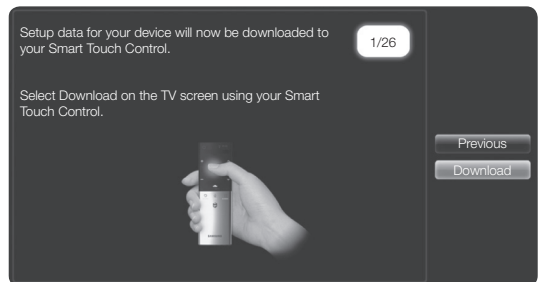 Setup data for your device will now be downloaded to
your Smart Touch Control.
1/26
Select Download on the TV screen using your Smart
Touch Control.
Previous
Download